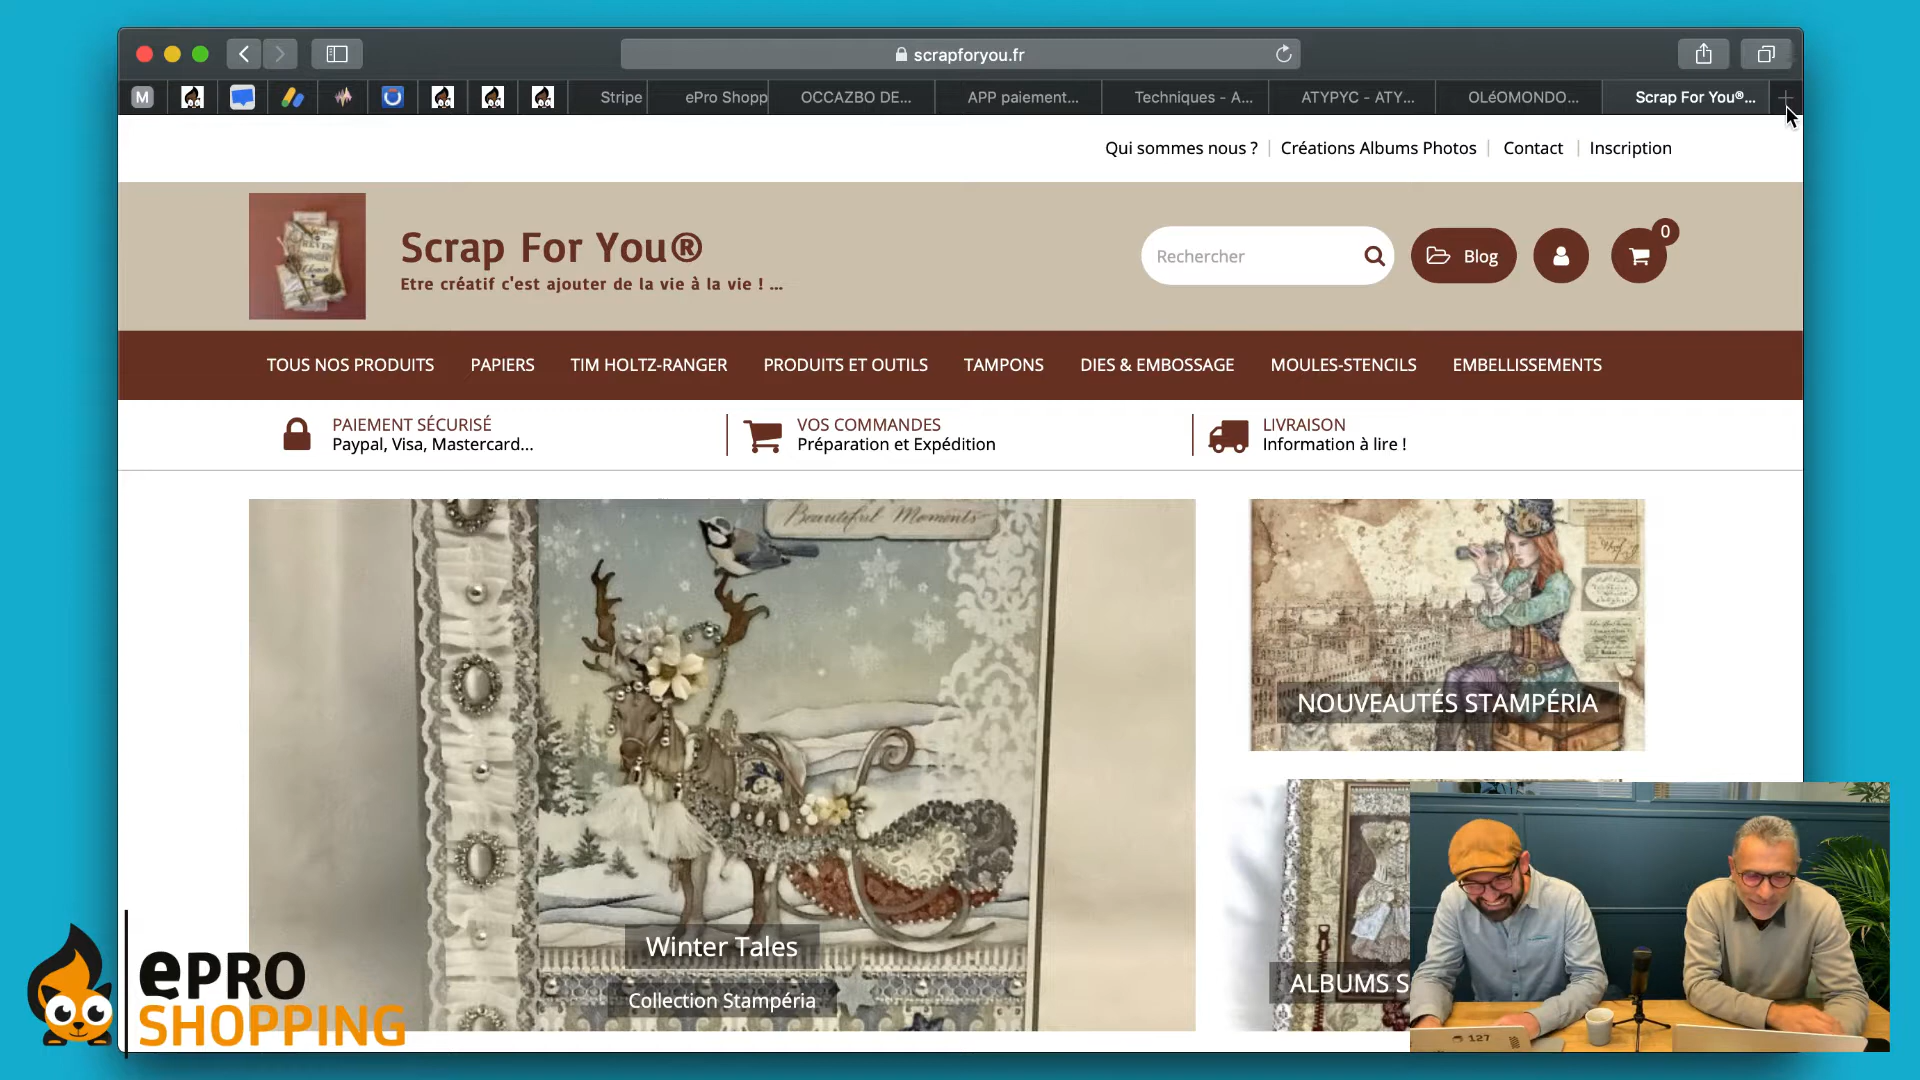 scrapforyou.fr
M
Stripe
ePro Shopp
OCCAZBO DE...
APP paiement...
Techniques - A...
ATYPYC - ATY...
OLéOMONDO...
Scrap For You®...
Qui sommes nous ?
Créations Albums Photos
Contact
Inscription
Scrap For You®
Etre créatif c'est ajouter de la vie à la vie ! ...
Rechercher
Blog
0
TOUS NOS PRODUITS
PAPIERS
TIM HOLTZ-RANGER
PRODUITS ET OUTILS
TAMPONS
DIES & EMBOSSAGE
MOULES-STENCILS
EMBELLISSEMENTS
PAIEMENT SÉCURISÉ
Paypal, Visa, Mastercard...
VOS COMMANDES
Préparation et Expédition
LIVRAISON
Information à lire !
Beautiful Moments
NOUVEAUTÉS STAMPÉRIA
Winter Tales
Collection Stampéria
ALBUMS S
127
ePRO
SHOPPING